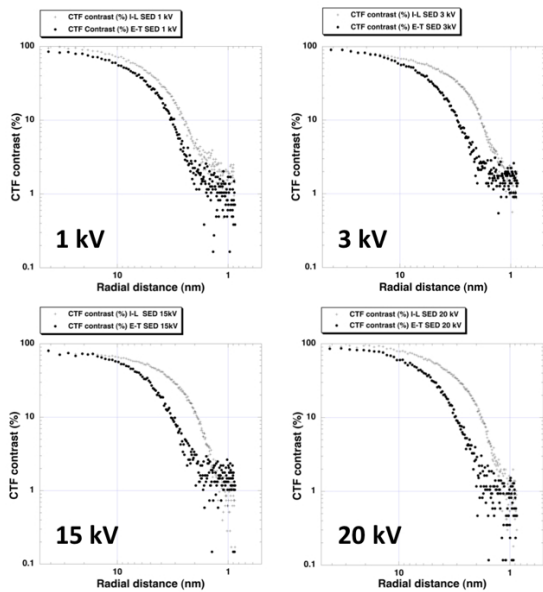 CTF contrast (%) I-L SED 1 kV
CTF Contrast (%) E-T SED 1 kV
100
10
1
0.1
CTF contrast (%)
10
1
Radial distance (nm)
1 kV
CTF contrast (%) I-L SED 3 kV
CTF contrast (%) E-T SED 3kV
100
10
1
0.1
CTF contrast (%)
10
1
Radial distance (nm)
3 kV
CTF contrast (%) I-L SED 15kV
CTF contrast (%) E-T SED 15kV
100
10
1
0.1
CTF contrast (%)
10
1
Radial distance (nm)
15 kV
CTF contrast (%) I-L SED 20 kV
CTF contrast (%) E-T SED 20 kV
100
10
1
0.1
CTF contrast (%)
10
1
Radial distance (nm)
20 kV